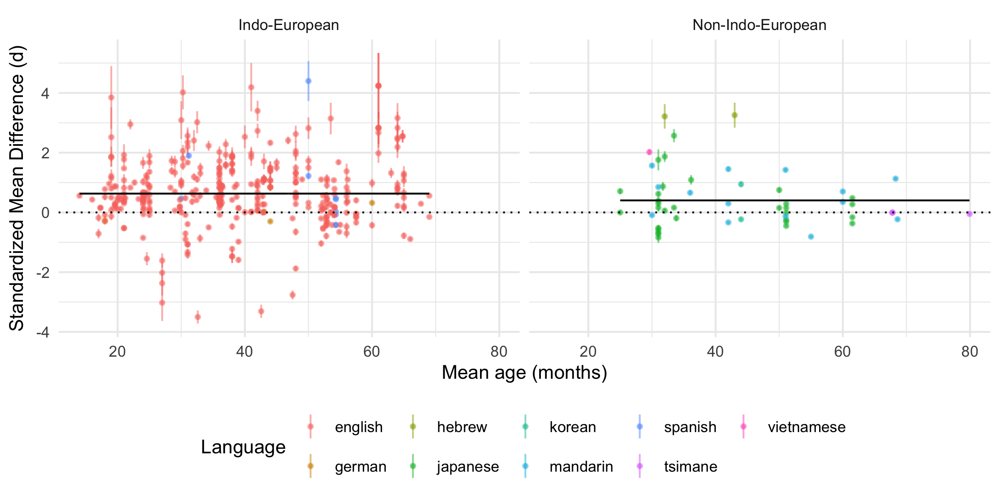 Indo-European
Non-Indo-European
Standardized Mean Difference (d)
4
2
0
-2
-4
20 40 60 80
20 40 60 80
Mean age (months)
Language
english hebrew korean spanish vietnamese
german japanese mandarin tsimane